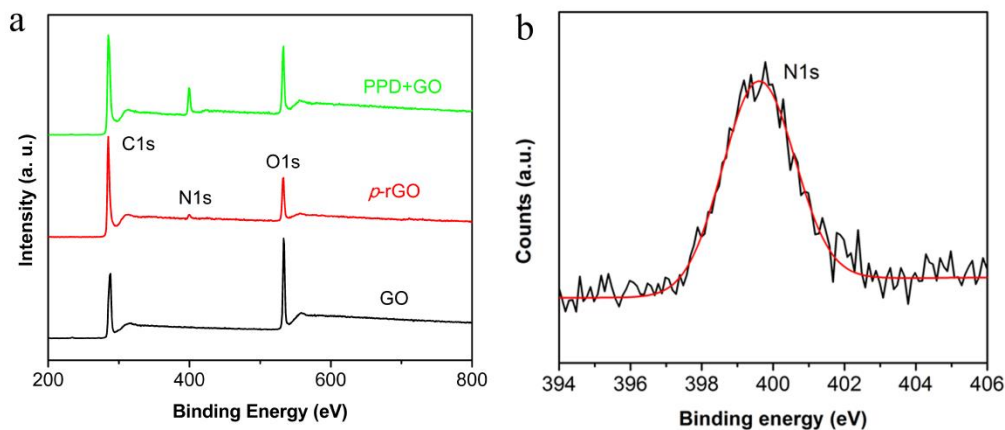 a
PPD+GO
C1s
O1s
N1s
p-rGO
GO
Intensity (a. u.)
200 400 600 800
Binding Energy (eV)
b
N1s
Counts (a.u.)
394 396 398 400 402 404 406
Binding energy (eV)